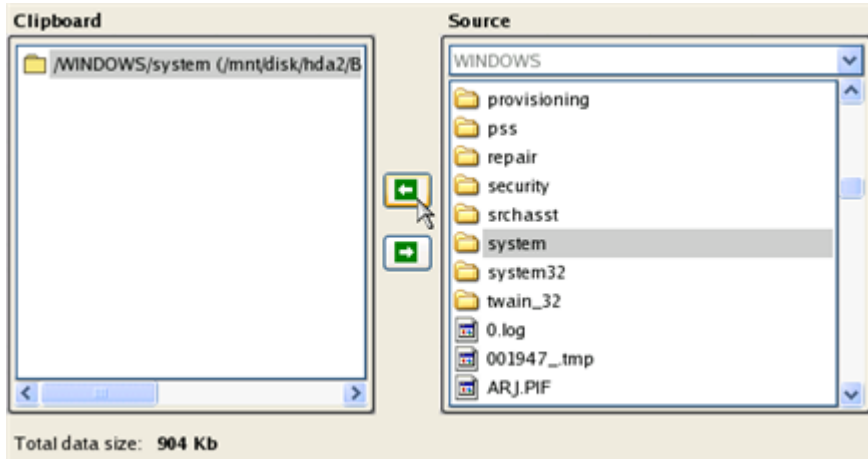 Clipboard
Source
/WINDOWS/system (/mnt/disk/hda2/B
WINDOWS
provisioning
pss
repair
security
srchasst
system
system32
twain_32
0.log
001947_.tmp
ARJ.PIF
Total data size: 904 Kb